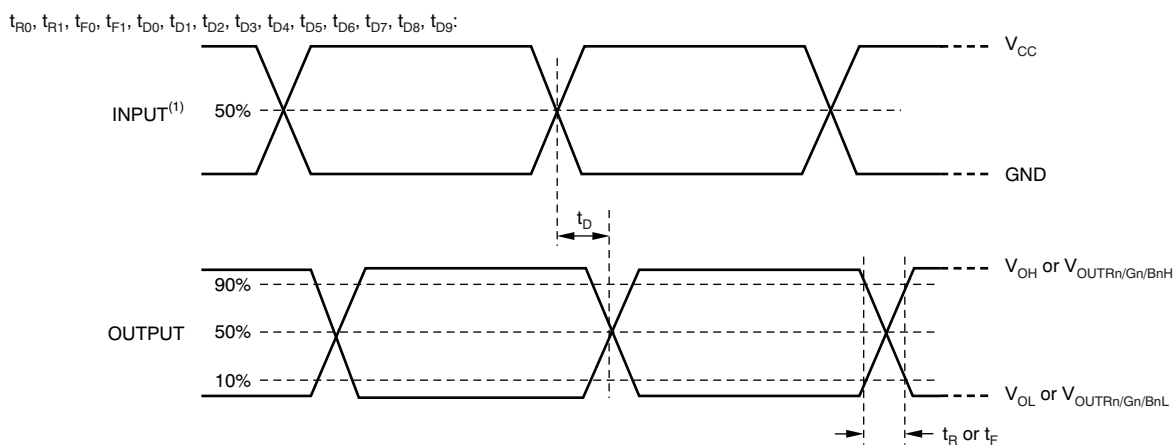 tR0, tR1, tF0, tF1, tD0, tD1, tD2, tD3, tD4, tD5, tD6, tD7, tD8, tD9:
VCC
INPUT(1) 50%
GND
tD
VOH or VOUTRn/Gn/BnH
90%
OUTPUT 50%
10%
VOL or VOUTRn/Gn/BnL
tR or tF